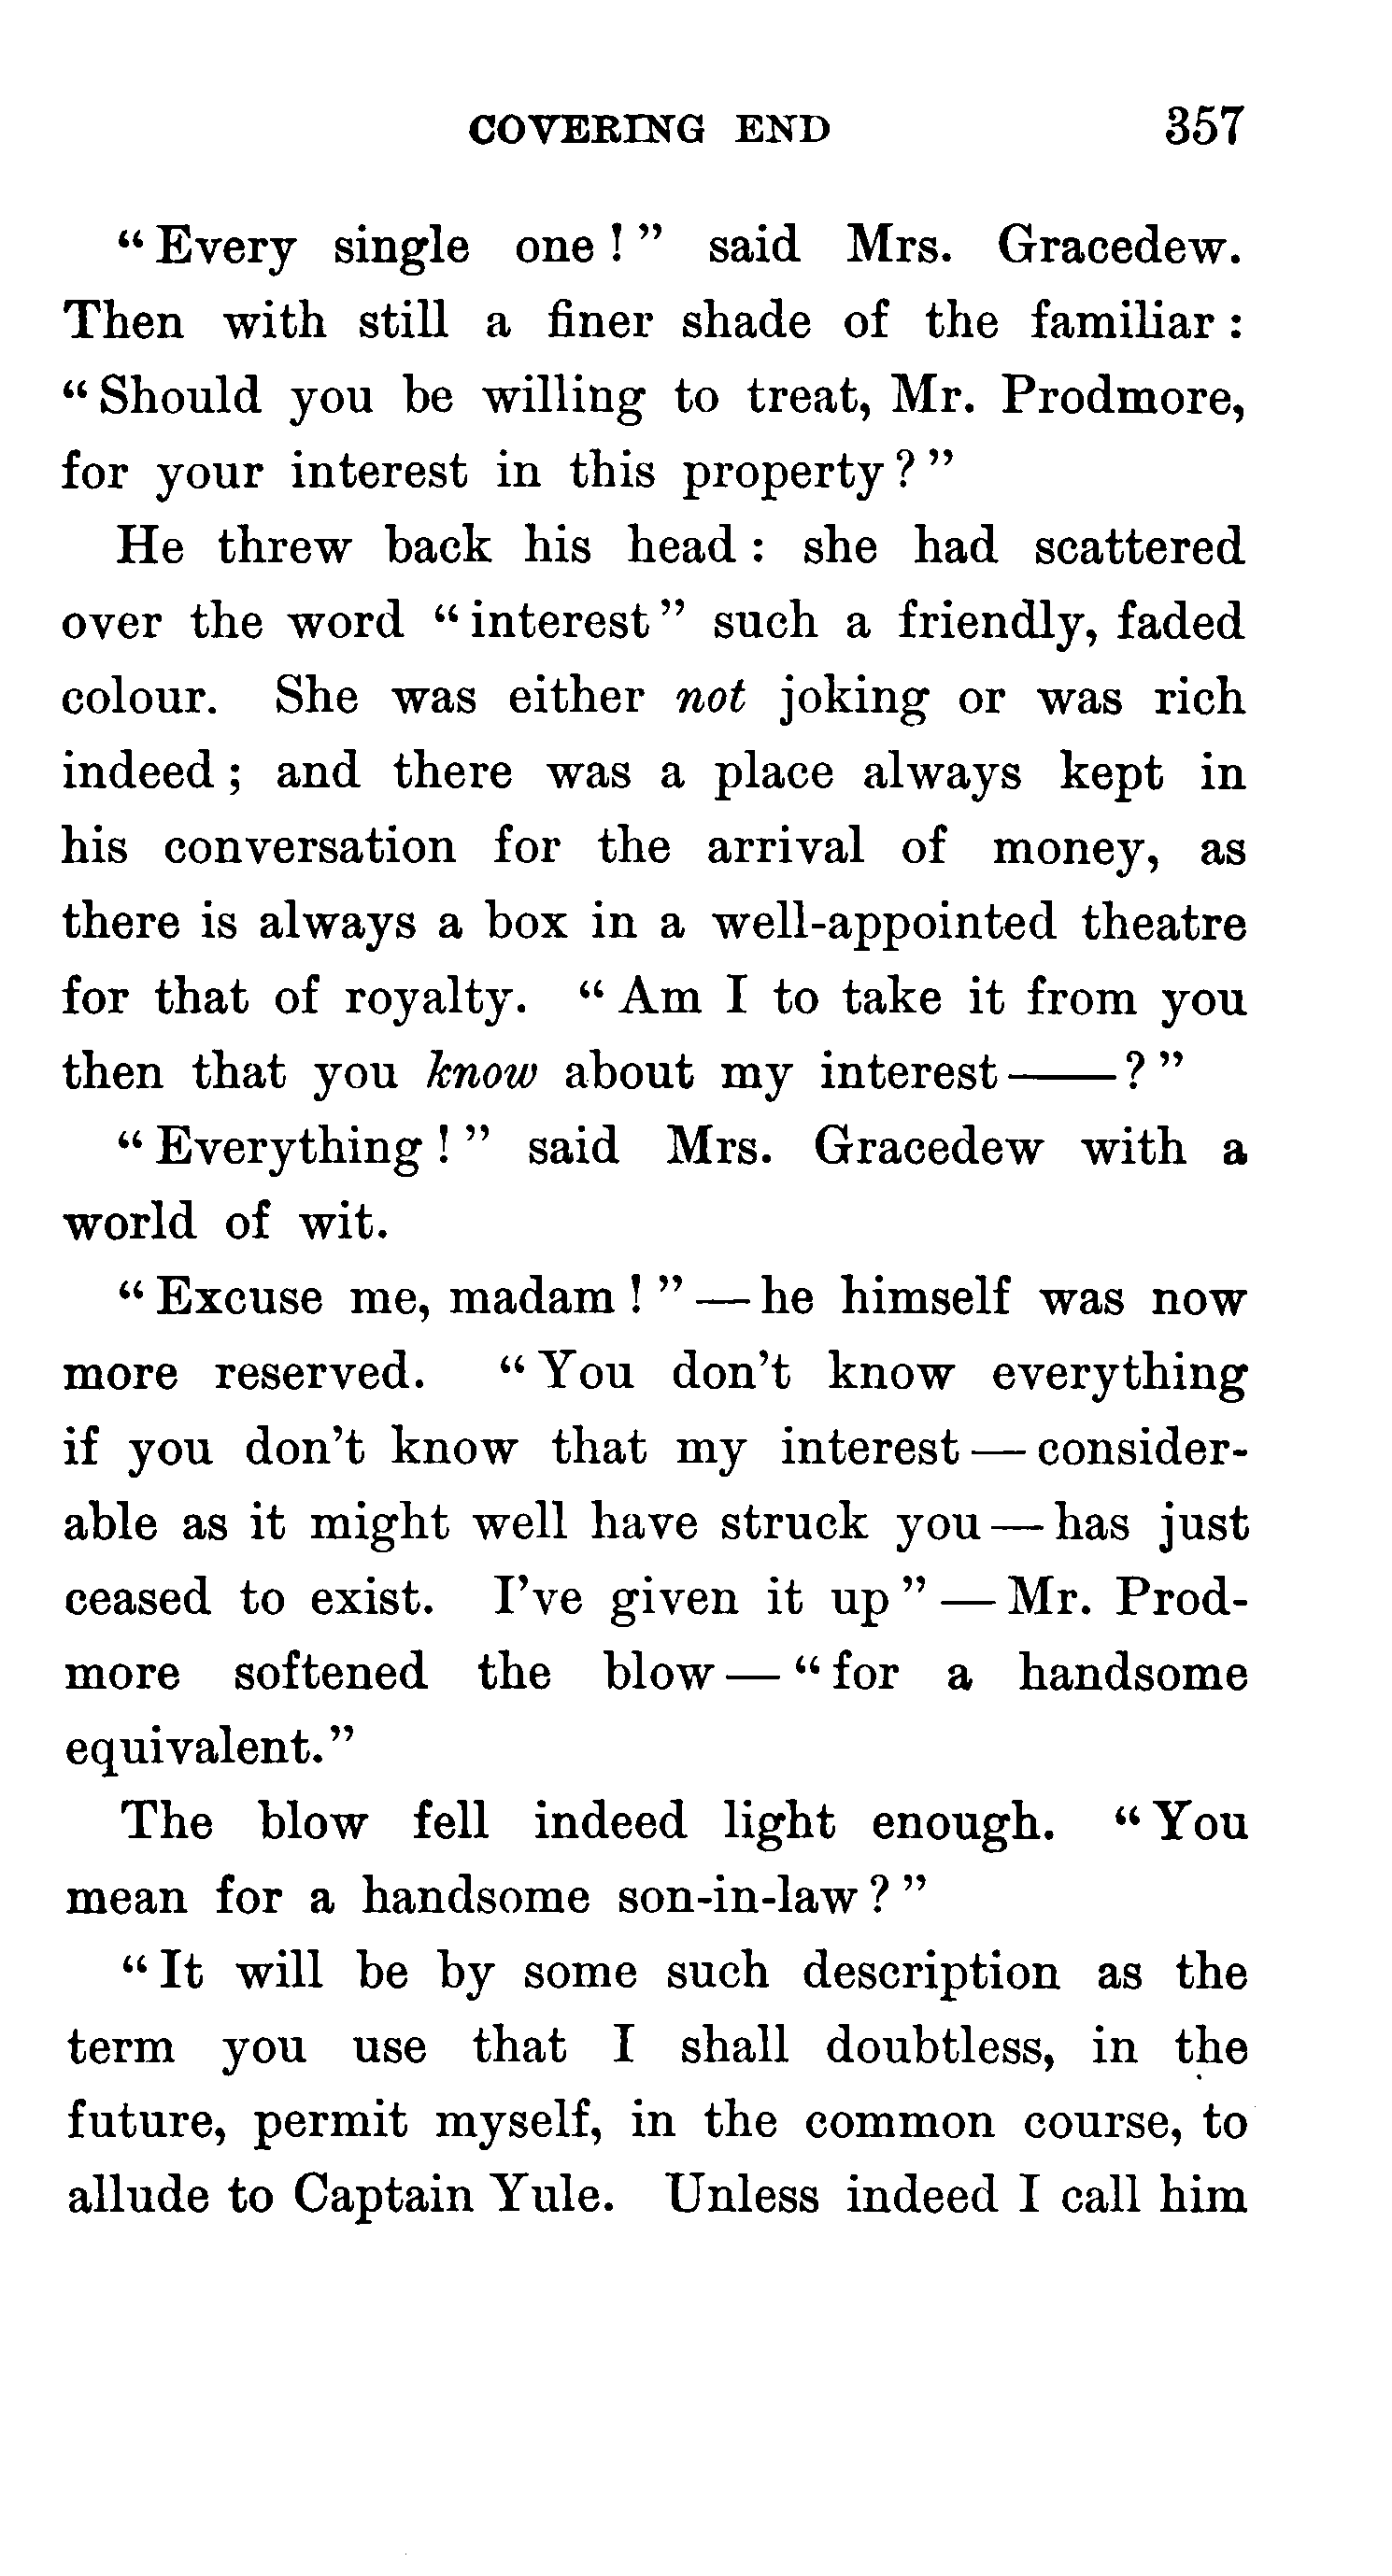 COVERING END 357
“Every single one!” said Mrs. Gracedew.
Then with still a finer shade of the familiar:
“Should you be willing to treat, Mr. Prodmore,
for your interest in this property?”
He threw back his head: she had scattered
over the word “interest” such a friendly, faded
colour. She was either not joking or was rich
indeed; and there was a place always kept in
his conversation for the arrival of money, as
there is always a box in a well-appointed theatre
for that of royalty. “Am I to take it from you
then that you know about my interest——?”
“Everything!” said Mrs. Gracedew with a
world of wit.
“Excuse me, madam!”—he himself was now
more reserved. “You don’t know everything
if you don’t know that my interest—consider-
able as it might well have struck you—has just
ceased to exist. I’ve given it up”—Mr. Prod-
more softened the blow—“for a handsome
equivalent.”
The blow fell indeed light enough. “You
mean for a handsome son-in-law?”
“It will be by some such description as the
term you use that I shall doubtless, in the
future, permit myself, in the common course, to
allude to Captain Yule. Unless indeed I call him